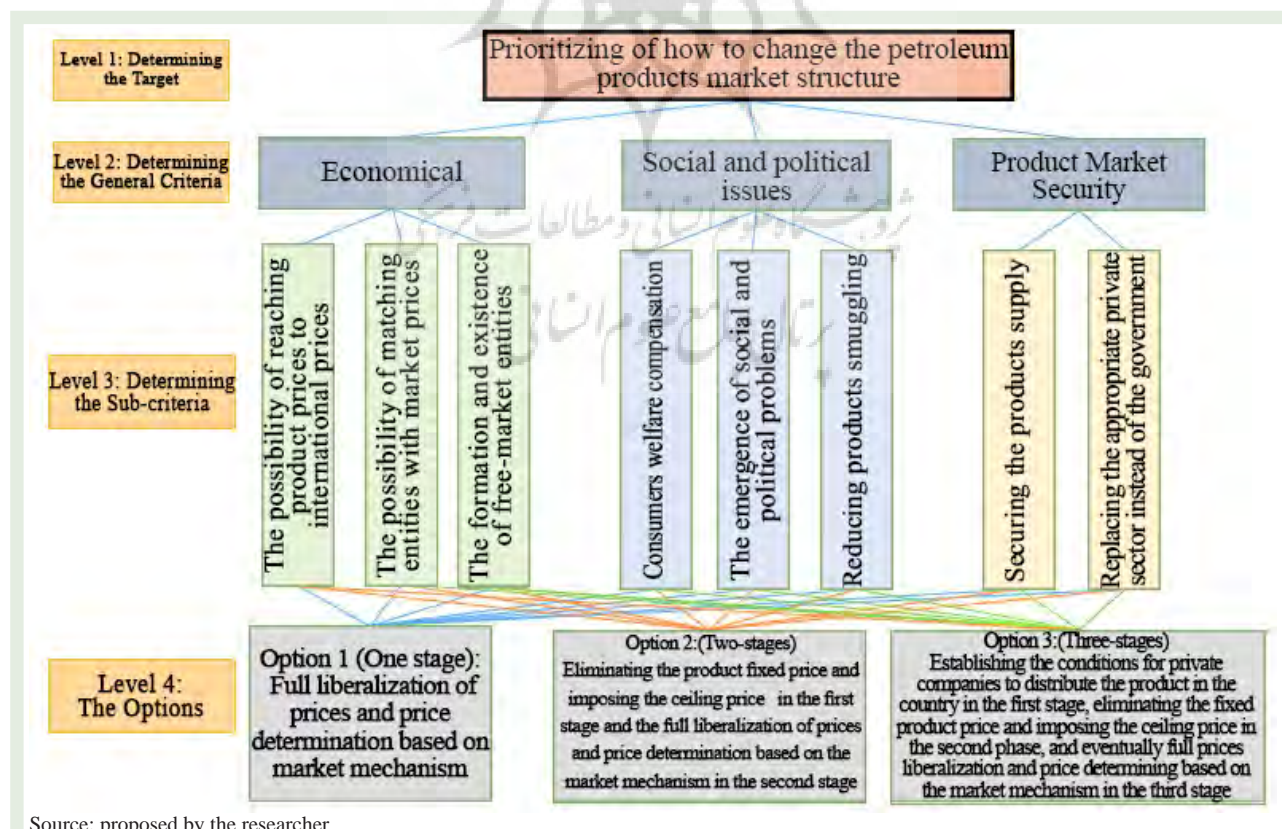 Level 1: Determining
the Target
Prioritizing of how to change the petroleum
products market structure
Level 2: Determining
the General Criteria
Economical
Social and political
issues
Product Market
Security
پژوهشگاه علوم انسانی و مطالعات فرهنگی
پرتال جامع علوم انسانی
Level 3: Determining
the Sub-criteria
The possibility of reaching
product prices to
international prices
The possibility of matching
entities with market prices
The formation and existence
of free-market entities
Consumers welfare compensation
The emergence of social and
political problems
Reducing products smuggling
Securing the products supply
Replacing the appropriate private
sector instead of the government
Level 4:
The Options
Option 1 (One stage):
Full liberalization of
prices and price
determination based on
market mechanism
Option 2:(Two-stages)
Eliminating the product fixed price and
imposing the ceiling price in the first
stage and the full liberalization of prices
and price determination based on the
market mechanism in the second stage
Option 3:(Three-stages)
Establishing the conditions for private
companies to distribute the product in the
country in the first stage, eliminating the fixed
product price and imposing the ceiling price in
the second phase, and eventually full prices
liberalization and price determining based on
the market mechanism in the third stage
Source: proposed by the researcher